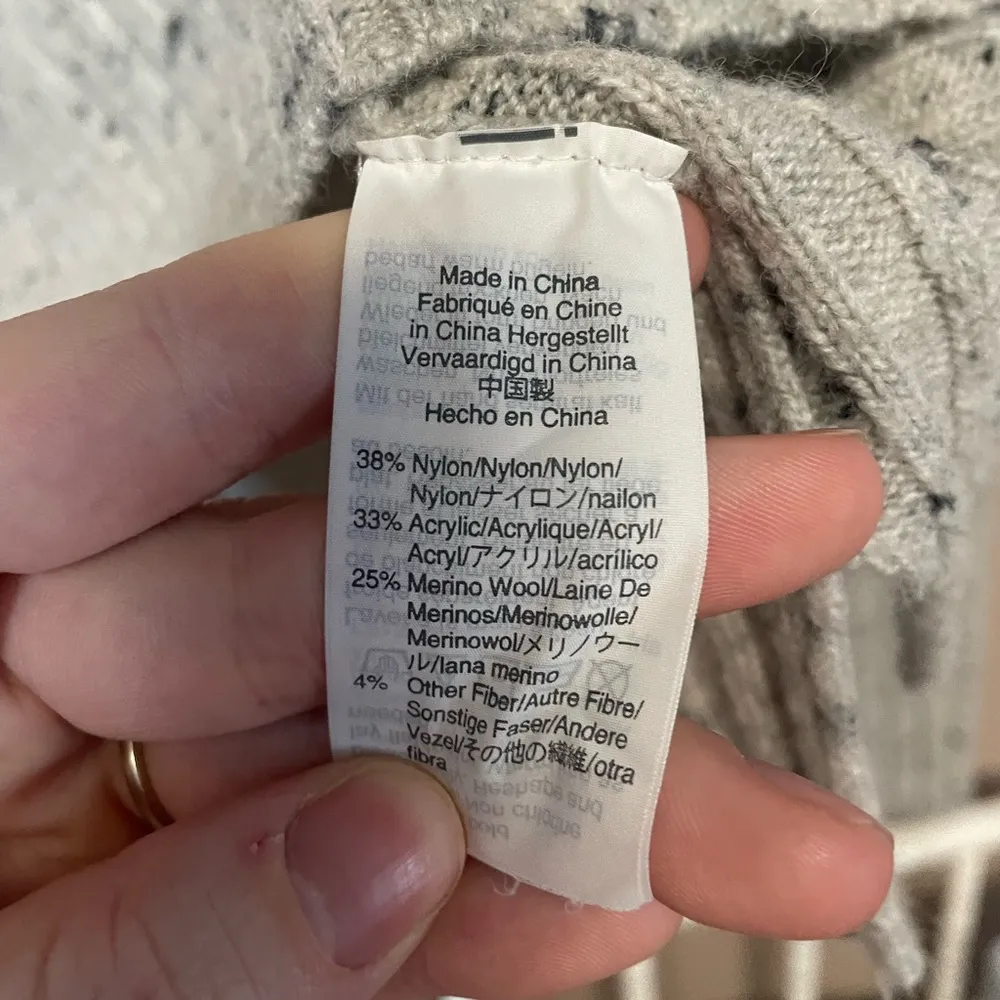 Made in China
Fabriqué en Chine
in China Hergestellt
Vervaardigd in China
中国製
Hecho en China
38% Nylon/Nylon/Nylon/
Nylon/ナイロン/nailon
33% Acrylic/Acrylique/Acryl/
Acryl/アクリル/acrílico
25% Merino Wool/Laine De
Merinos/Merinowolle/
Merinowol/メリノウー
ル/lana merino
4% Other Fiber/Autre Fibre/
Sonstige Faser/Andere
Vezel/その他の繊維/otra
fibra